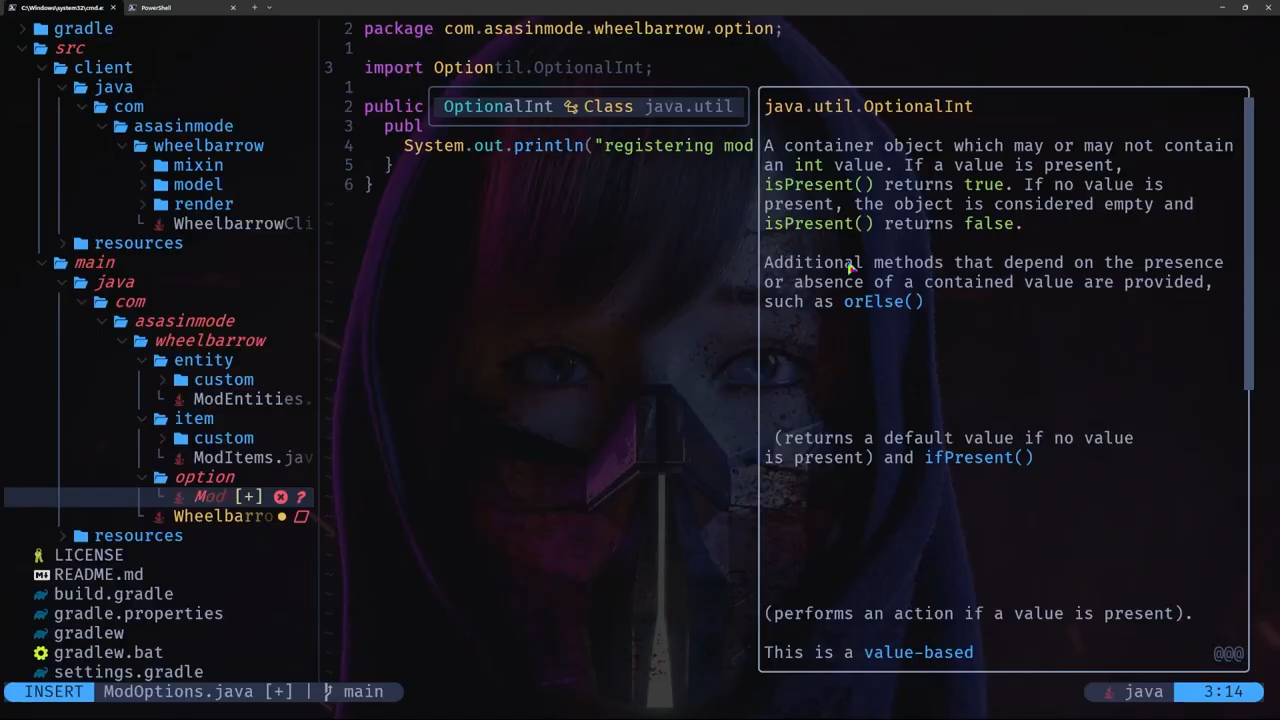 C:\Windows\system32\cmd.e
PowerShell
gradle
src
client
java
com
asasinmode
wheelbarrow
mixin
model
render
WheelbarrowCli
resources
main
java
com
asasinmode
wheelbarrow
entity
custom
ModEntities.
item
custom
ModItems.jav
option
Mod [+]
Wheelbarro
resources
LICENSE
README.md
build.gradle
gradle.properties
gradlew
gradlew.bat
settings.gradle
2 package com.asasinmode.wheelbarrow.option;
1
3 import Optiontil.OptionalInt;
1
2 public
3 publ
4 System.out.println("registering mod
5 }
6 }
OptionalInt Class java.util
java.util.OptionalInt
A container object which may or may not contain
an int value. If a value is present,
isPresent() returns true. If no value is
present, the object is considered empty and
isPresent() returns false.
Additional methods that depend on the presence
or absence of a contained value are provided,
such as orElse()
(returns a default value if no value
is present) and ifPresent()
(performs an action if a value is present).
This is a value-based @@@
INSERT ModOptions.java [+] | main
java 3:14